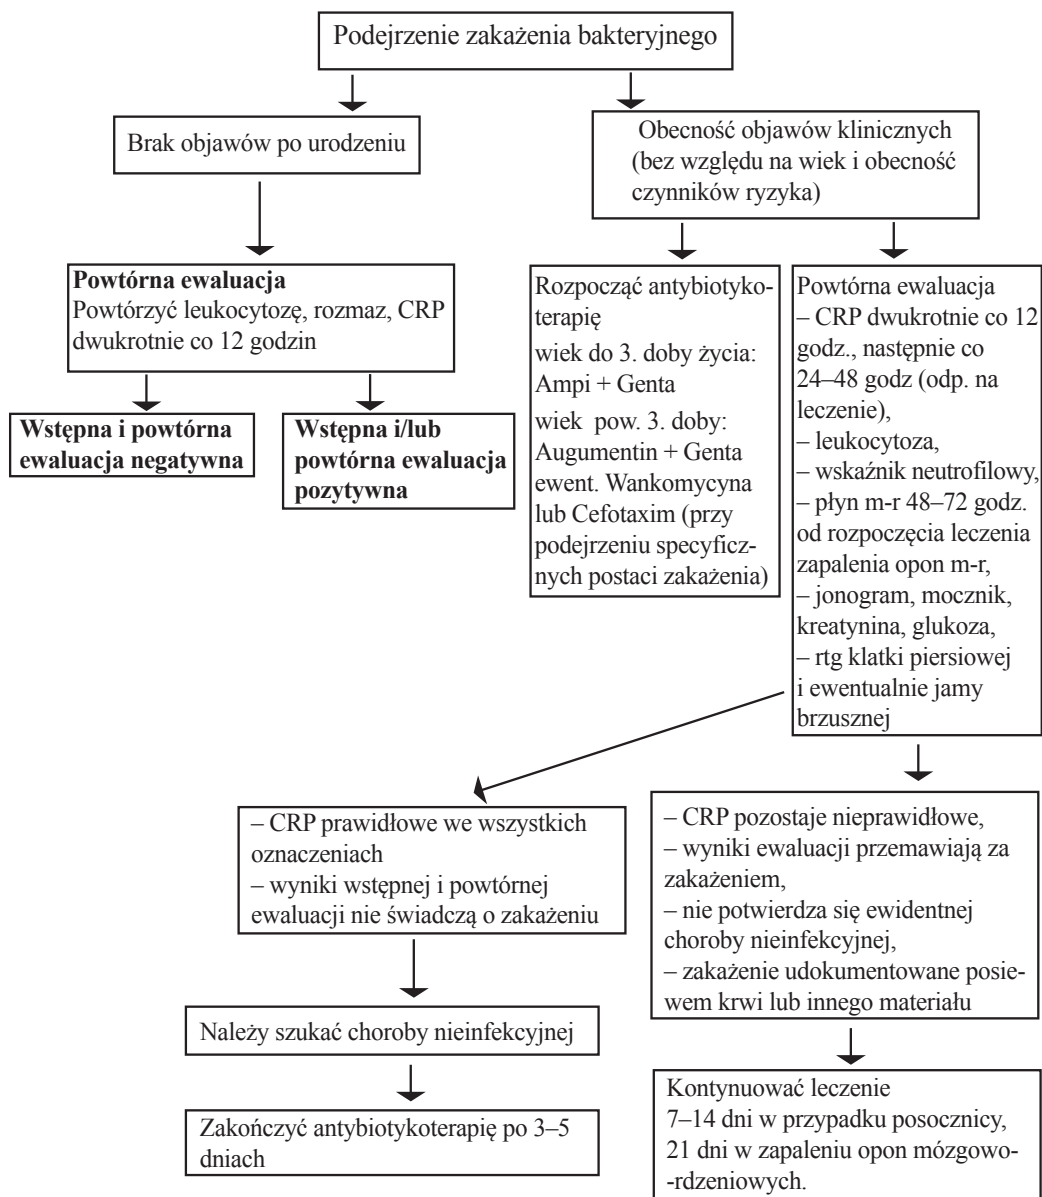 Podejrzenie zakażenia bakteryjnego
Brak objawów po urodzeniu
Obecność objawów klinicznych
(bez względu na wiek i obecność
czynników ryzyka)
Powtórna ewaluacja
Powtórzyć leukocytozę, rozmaz, CRP
dwukrotnie co 12 godzin
Wstępna i powtórna
ewaluacja negatywna
Wstępna i/lub
powtórna ewaluacja
pozytywna
Rozpocząć antybiotyko-
terapię
wiek do 3. doby życia:
Ampi + Genta
wiek pow. 3. doby:
Augumentin + Genta
ewent. Wankomycyna
lub Cefotaxim (przy
podejrzeniu specyficz-
nych postaci zakażenia)
Powtórna ewaluacja
– CRP dwukrotnie co 12
godz., następnie co
24–48 godz (odp. na
leczenie),
– leukocytoza,
– wskaźnik neutrofilowy,
– płyn m-r 48–72 godz.
od rozpoczęcia leczenia
zapalenia opon m-r,
– jonogram, mocznik,
kreatynina, glukoza,
– rtg klatki piersiowej
i ewentualnie jamy
brzusznej
– CRP prawidłowe we wszystkich
oznaczeniach
– wyniki wstępnej i powtórnej
ewaluacji nie świadczą o zakażeniu
– CRP pozostaje nieprawidłowe,
– wyniki ewaluacji przemawiają za
zakażeniem,
– nie potwierdza się ewidentnej
choroby nieinfekcyjnej,
– zakażenie udokumentowane posie-
wem krwi lub innego materiału
Należy szukać choroby nieinfekcyjnej
Zakończyć antybiotykoterapię po 3–5
dniach
Kontynuować leczenie
7–14 dni w przypadku posocznicy,
21 dni w zapaleniu opon mózgowo-
-rdzeniowych.